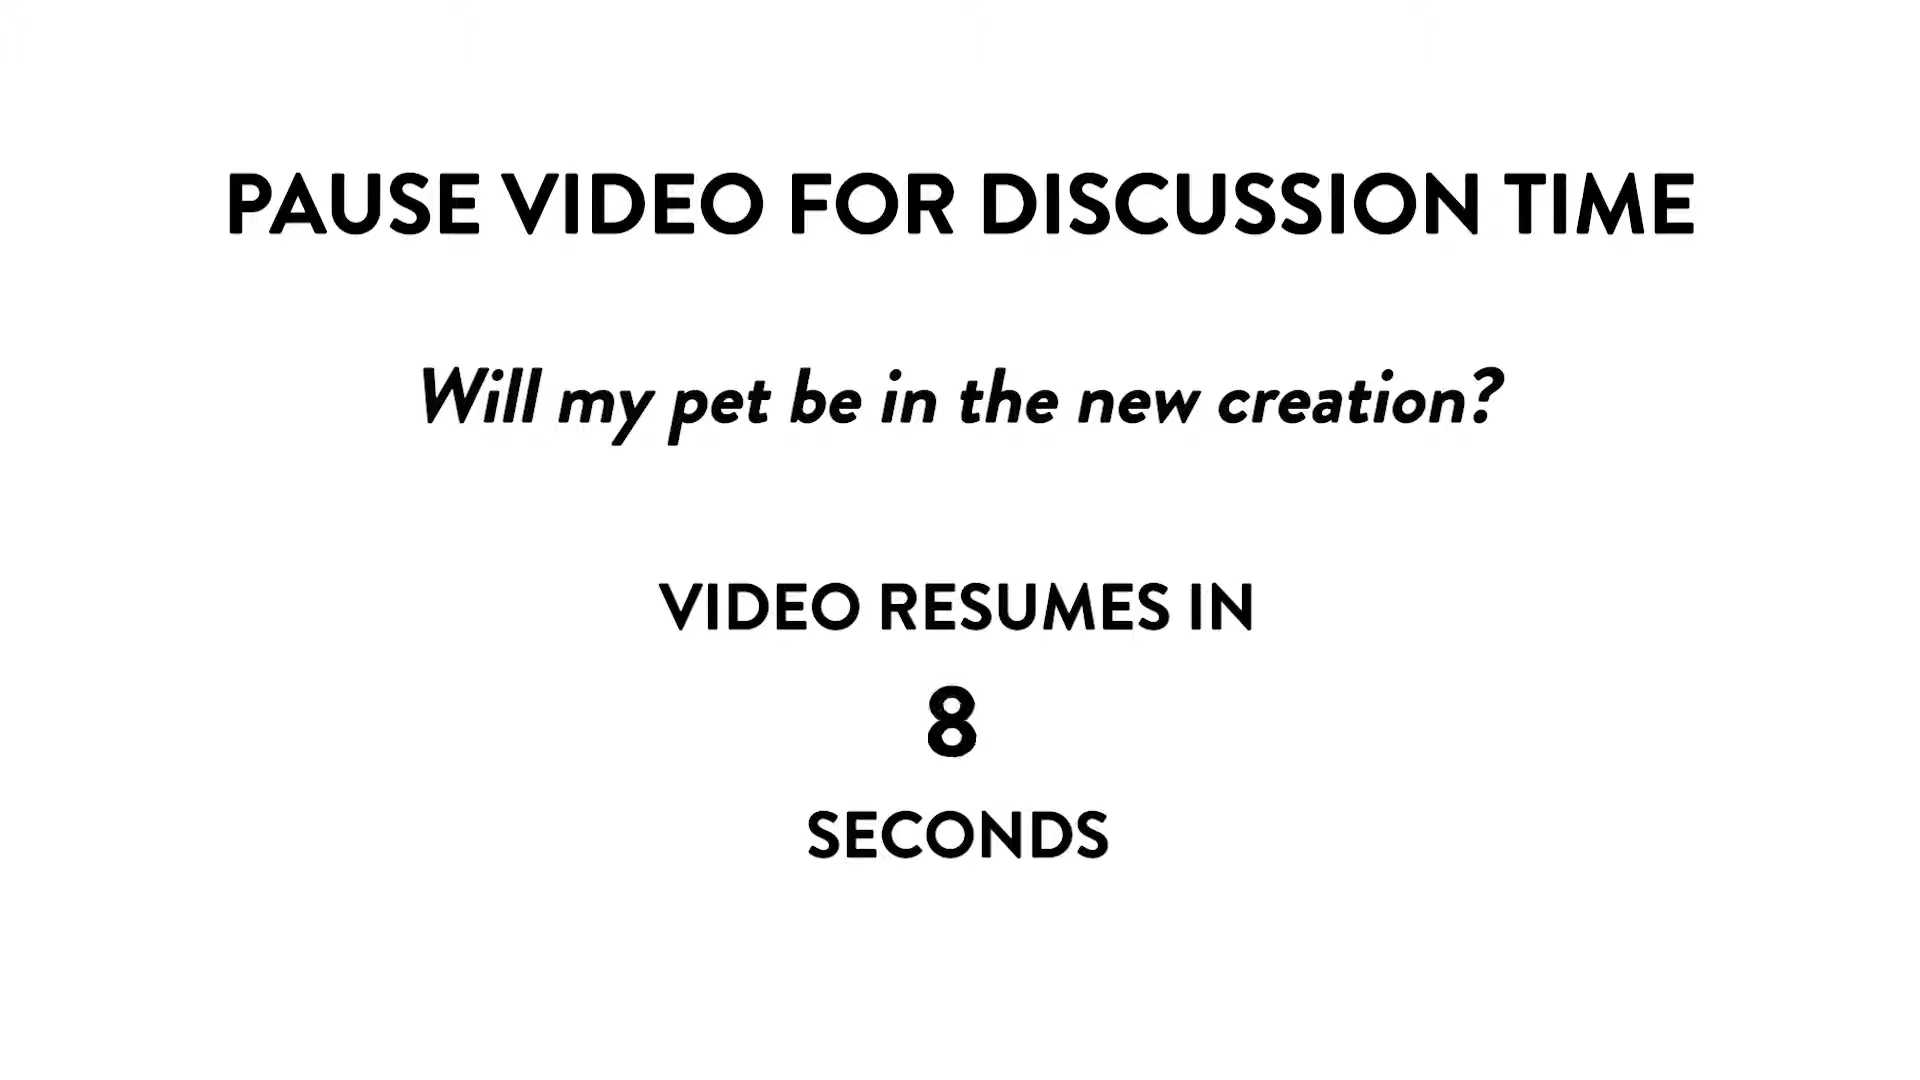 PAUSE VIDEO FOR DISCUSSION TIME
Will my pet be in the new creation?
VIDEO RESUMES IN
8
SECONDS